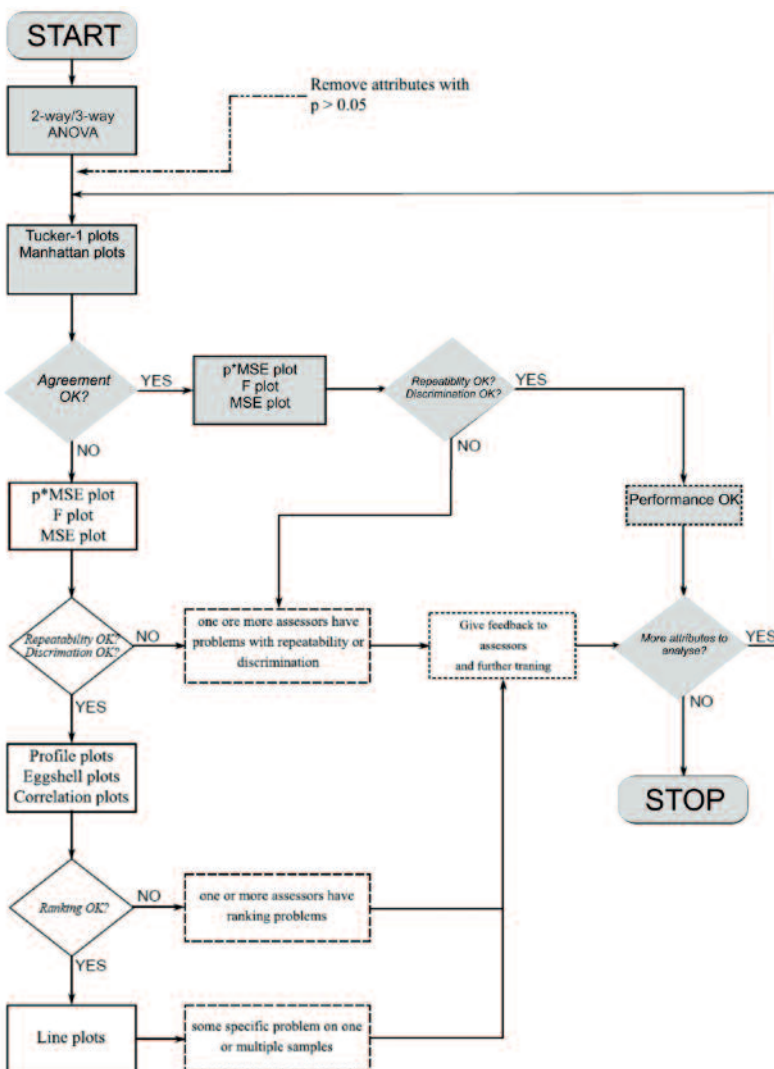 START
Remove attributes with
p > 0.05
2-way/3-way
ANOVA
Tucker-1 plots
Manhattan plots
Agreement
OK?
YES
p*MSE plot
F plot
MSE plot
Repeatiblity OK?
Discrimination OK?
YES
NO
NO
p*MSE plot
F plot
MSE plot
Performance OK
Repeatability OK?
Discrimation OK?
NO
one ore more assessors have
problems with repeatability or
discrimination
Give feedback to
assessors
and further traning
More attributes to
analyse?
YES
YES
NO
Profile plots
Eggshell plots
Correlation plots
STOP
Ranking OK?
NO
one or more assessors have
ranking problems
YES
Line plots
some specific problem on one
or multiple samples